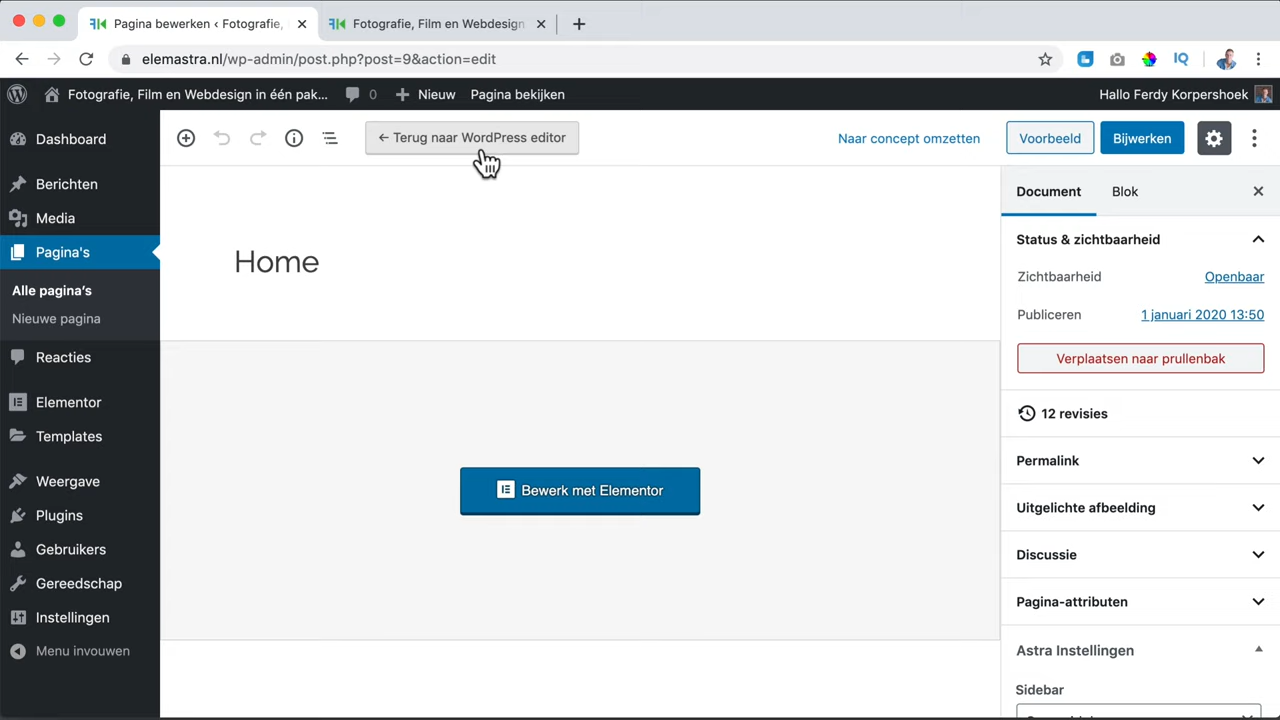 Pagina bewerken ‹ Fotografie,
Fotografie, Film en Webdesign
elemastra.nl/wp-admin/post.php?post=9&action=edit
Fotografie, Film en Webdesign in één pak...
0
Nieuw
Pagina bekijken
Hallo Ferdy Korpershoek
Dashboard
Berichten
Media
Pagina's
Alle pagina's
Nieuwe pagina
Reacties
Elementor
Templates
Weergave
Plugins
Gebruikers
Gereedschap
Instellingen
Menu invouwen
← Terug naar WordPress editor
Naar concept omzetten
Voorbeeld
Bijwerken
Home
Bewerk met Elementor
Document
Blok
Status & zichtbaarheid
Zichtbaarheid
Openbaar
Publiceren
1 januari 2020 13:50
Verplaatsen naar prullenbak
12 revisies
Permalink
Uitgelichte afbeelding
Discussie
Pagina-attributen
Astra Instellingen
Sidebar